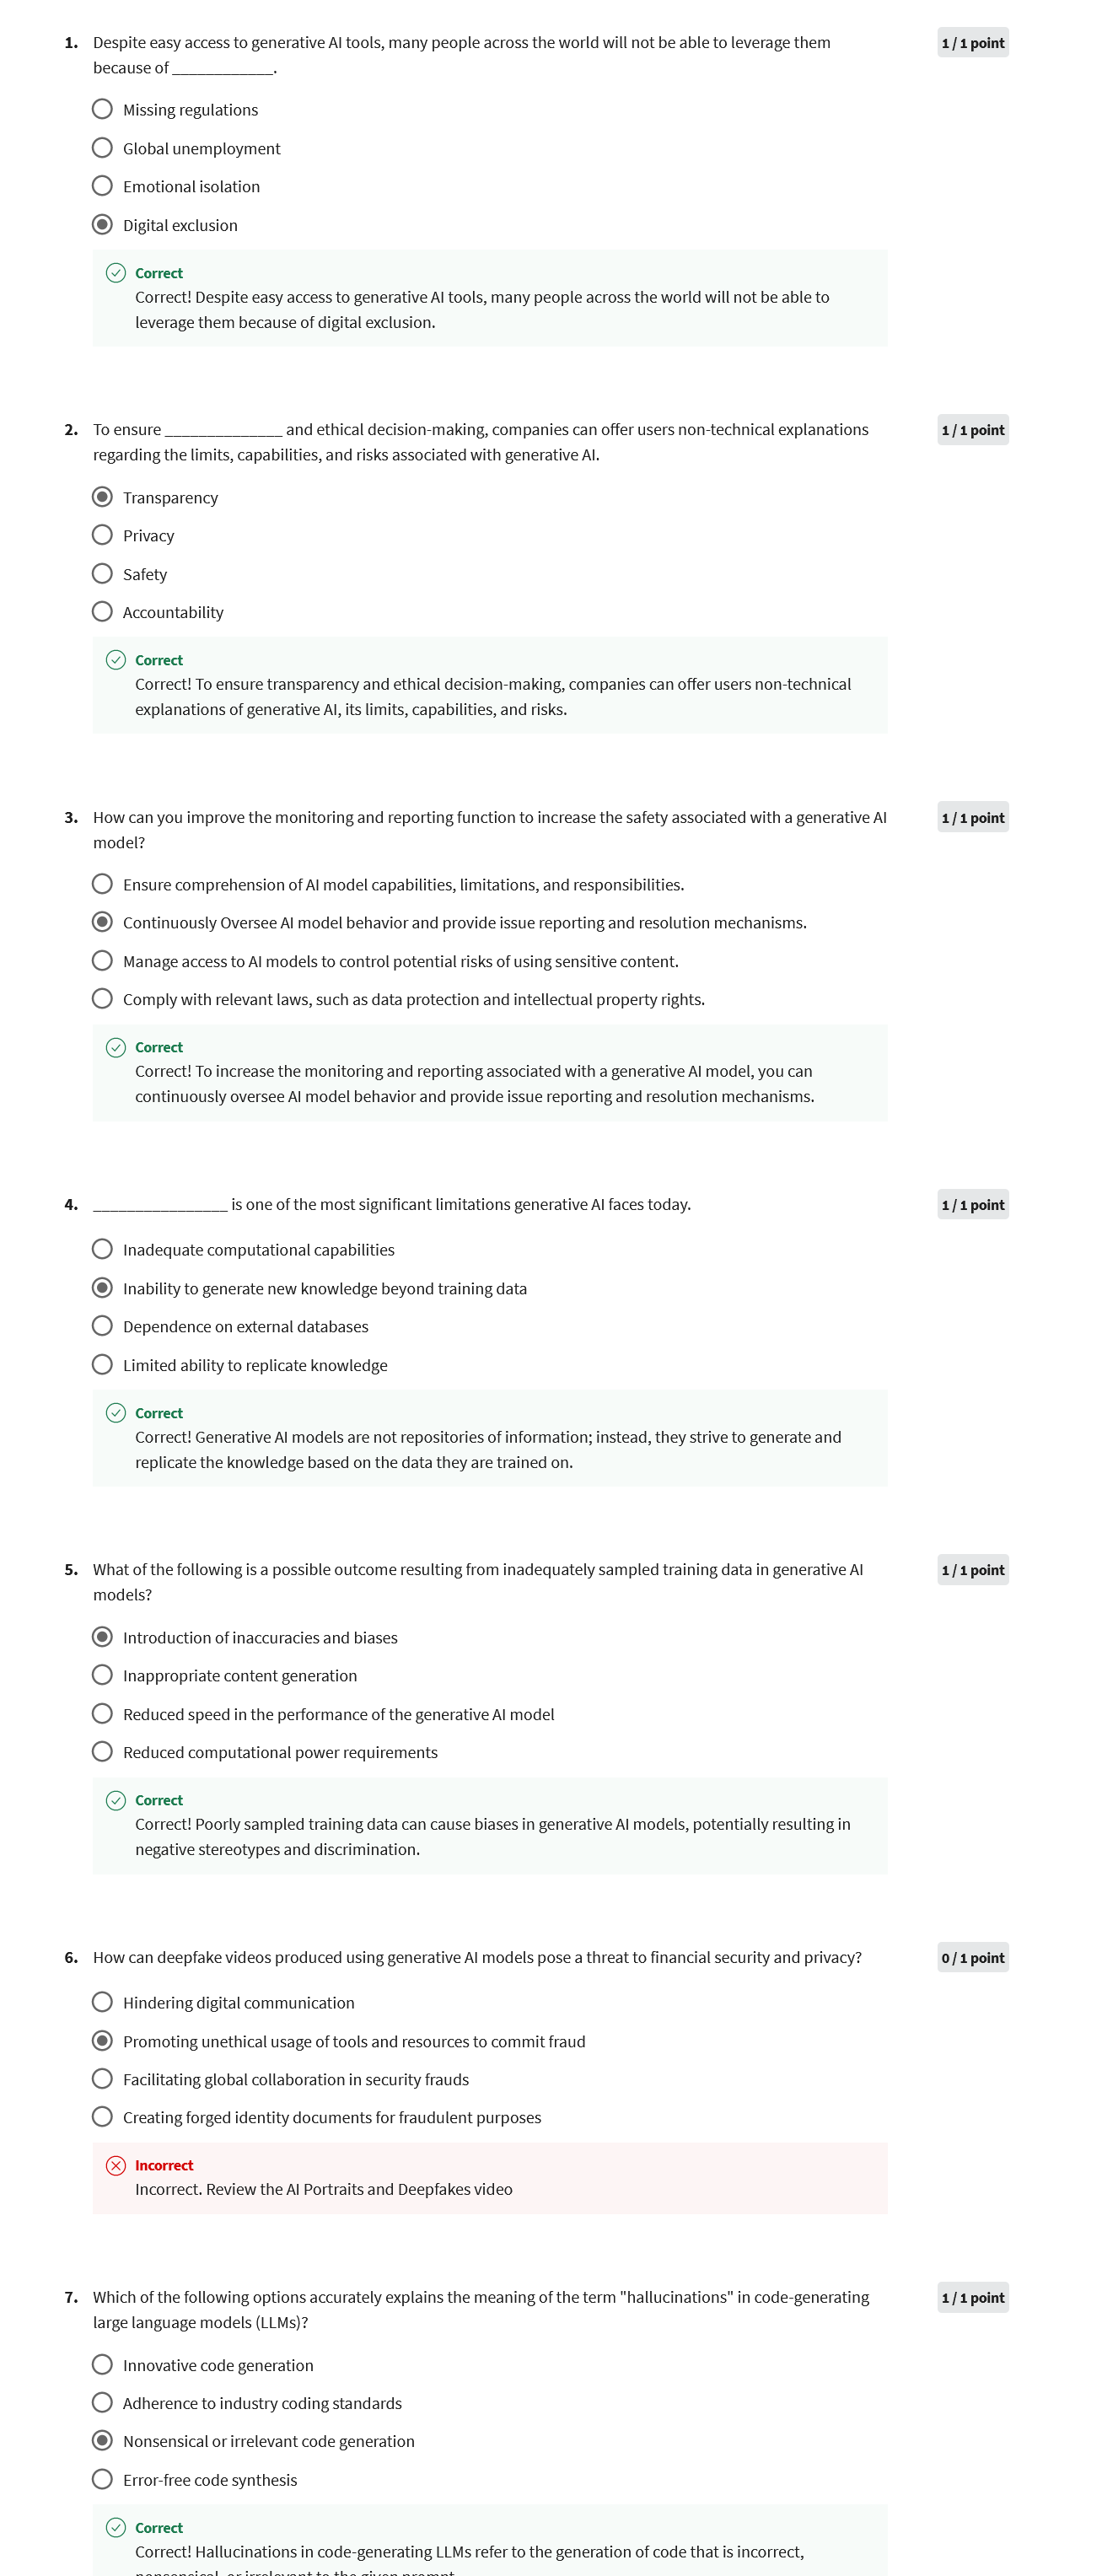 1. Despite easy access to generative AI tools, many people across the world will not be able to leverage them 1 / 1 point
because of ____________.
Missing regulations
Global unemployment
Emotional isolation
Digital exclusion
Correct
Correct! Despite easy access to generative AI tools, many people across the world will not be able to
leverage them because of digital exclusion.
2. To ensure ______________ and ethical decision-making, companies can offer users non-technical explanations 1 / 1 point
regarding the limits, capabilities, and risks associated with generative AI.
Transparency
Privacy
Safety
Accountability
Correct
Correct! To ensure transparency and ethical decision-making, companies can offer users non-technical
explanations of generative AI, its limits, capabilities, and risks.
3. How can you improve the monitoring and reporting function to increase the safety associated with a generative AI 1 / 1 point
model?
Ensure comprehension of AI model capabilities, limitations, and responsibilities.
Continuously Oversee AI model behavior and provide issue reporting and resolution mechanisms.
Manage access to AI models to control potential risks of using sensitive content.
Comply with relevant laws, such as data protection and intellectual property rights.
Correct
Correct! To increase the monitoring and reporting associated with a generative AI model, you can
continuously oversee AI model behavior and provide issue reporting and resolution mechanisms.
4. ________________ is one of the most significant limitations generative AI faces today. 1 / 1 point
Inadequate computational capabilities
Inability to generate new knowledge beyond training data
Dependence on external databases
Limited ability to replicate knowledge
Correct
Correct! Generative AI models are not repositories of information; instead, they strive to generate and
replicate the knowledge based on the data they are trained on.
5. What of the following is a possible outcome resulting from inadequately sampled training data in generative AI 1 / 1 point
models?
Introduction of inaccuracies and biases
Inappropriate content generation
Reduced speed in the performance of the generative AI model
Reduced computational power requirements
Correct
Correct! Poorly sampled training data can cause biases in generative AI models, potentially resulting in
negative stereotypes and discrimination.
6. How can deepfake videos produced using generative AI models pose a threat to financial security and privacy? 0 / 1 point
Hindering digital communication
Promoting unethical usage of tools and resources to commit fraud
Facilitating global collaboration in security frauds
Creating forged identity documents for fraudulent purposes
Incorrect
Incorrect. Review the AI Portraits and Deepfakes video
7. Which of the following options accurately explains the meaning of the term "hallucinations" in code-generating 1 / 1 point
large language models (LLMs)?
Innovative code generation
Adherence to industry coding standards
Nonsensical or irrelevant code generation
Error-free code synthesis
Correct
Correct! Hallucinations in code-generating LLMs refer to the generation of code that is incorrect,
nonsensical, or irrelevant to the given prompt.